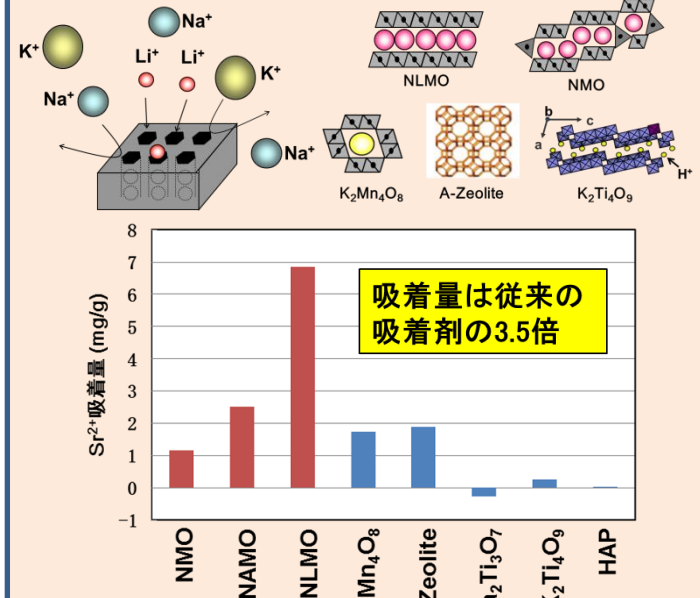 Na⁺
K⁺
Li⁺ Li⁺
K⁺
Na⁺
Na⁺
NLMO
NMO
K₂Mn₄O₈
A-Zeolite
b
c
a
H⁺
K₂Ti₄O₉
8
7
6
5
4
3
2
1
0
−1
Sr²⁺吸着量 (mg/g)
吸着量は従来の
吸着剤の3.5倍
NMO
NAMO
NLMO
Mn₄O₈
Zeolite
₂Ti₃O₇
₂Ti₄O₉
HAP